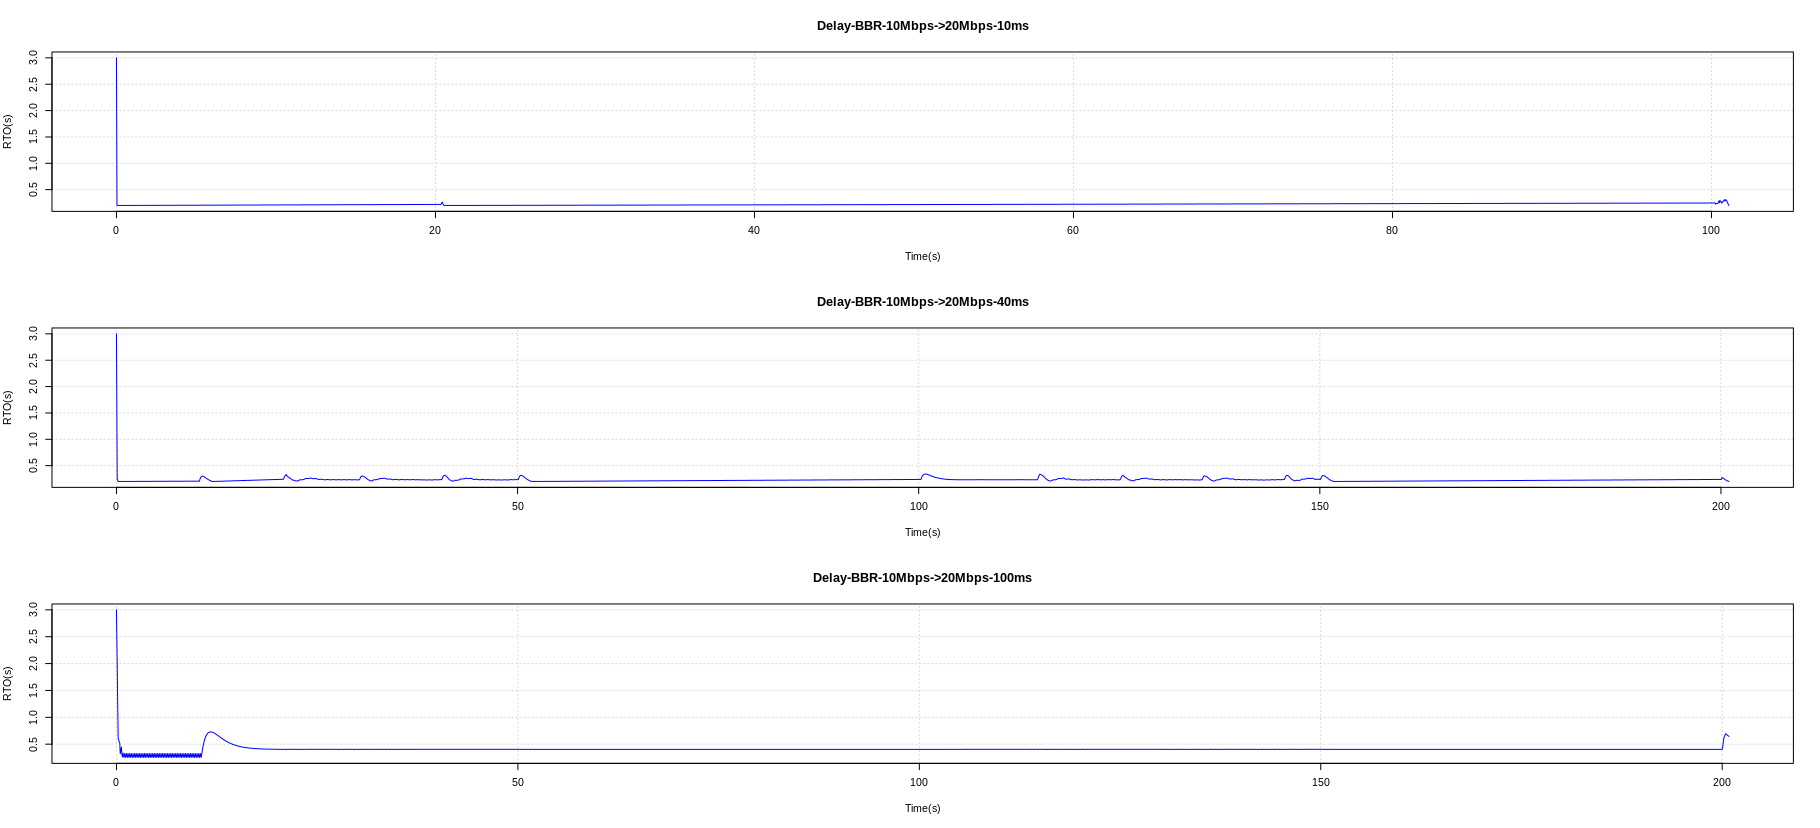 Delay-BBR-10Mbps->20Mbps-10ms
RTO(s)
3.0
2.5
2.0
1.5
1.0
0.5
0 20 40 60 80 100
Time(s)
Delay-BBR-10Mbps->20Mbps-40ms
RTO(s)
3.0
2.5
2.0
1.5
1.0
0.5
0 50 100 150 200
Time(s)
Delay-BBR-10Mbps->20Mbps-100ms
RTO(s)
3.0
2.5
2.0
1.5
1.0
0.5
0 50 100 150 200
Time(s)